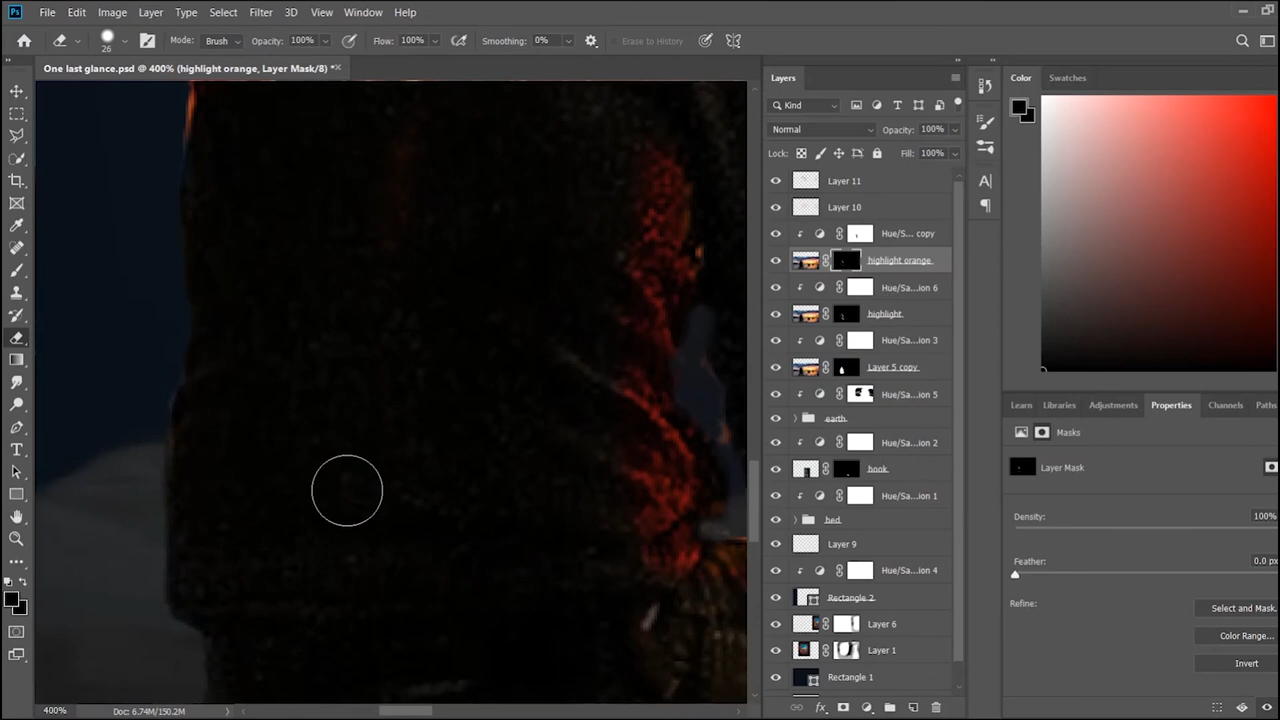 Ps File Edit Image Layer Type Select Filter 3D View Window Help
26 Mode: Brush Opacity: 100% Flow: 100% Smoothing: 0% Erase to History
One last glance.psd @ 400% (highlight orange, Layer Mask/8) *
Layers
Kind
Normal Opacity: 100%
Lock: Fill: 100%
Layer 11
Layer 10
Hue/S... copy
highlight orange
Hue/Sa...ion 6
highlight
Hue/Sa...ion 3
Layer 5 copy
Hue/Sa...ion 5
earth
Hue/Sa...ion 2
hook
Hue/Sa...ion 1
bed
Layer 9
Hue/Sa...ion 4
Rectangle 2
Layer 6
Layer 1
Rectangle 1
fx
Color Swatches
Learn Libraries Adjustments Properties Channels Paths
Masks
Layer Mask
Density: 100%
Feather: 0.0 p
Refine: Select and Mask.
Color Range...
Invert
400% Doc: 6.74M/150.2M